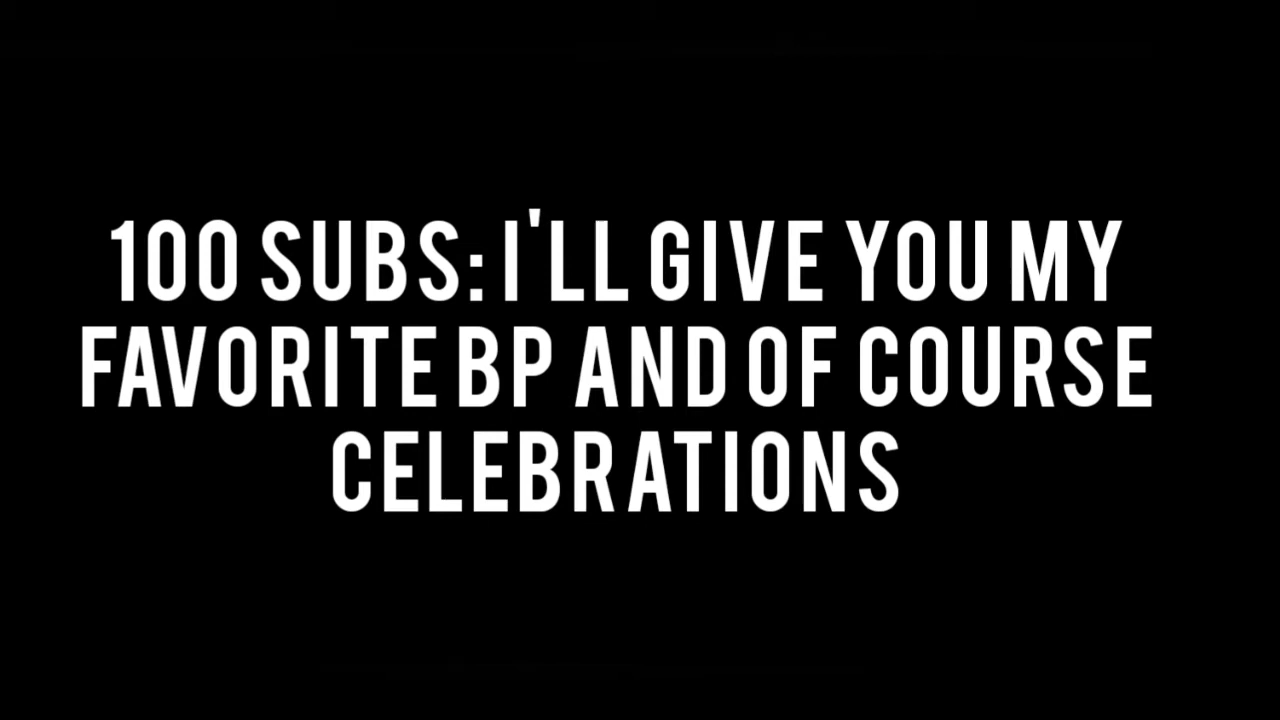 100 SUBS: I'LL GIVE YOU MY
FAVORITE BP AND OF COURSE
CELEBRATIONS